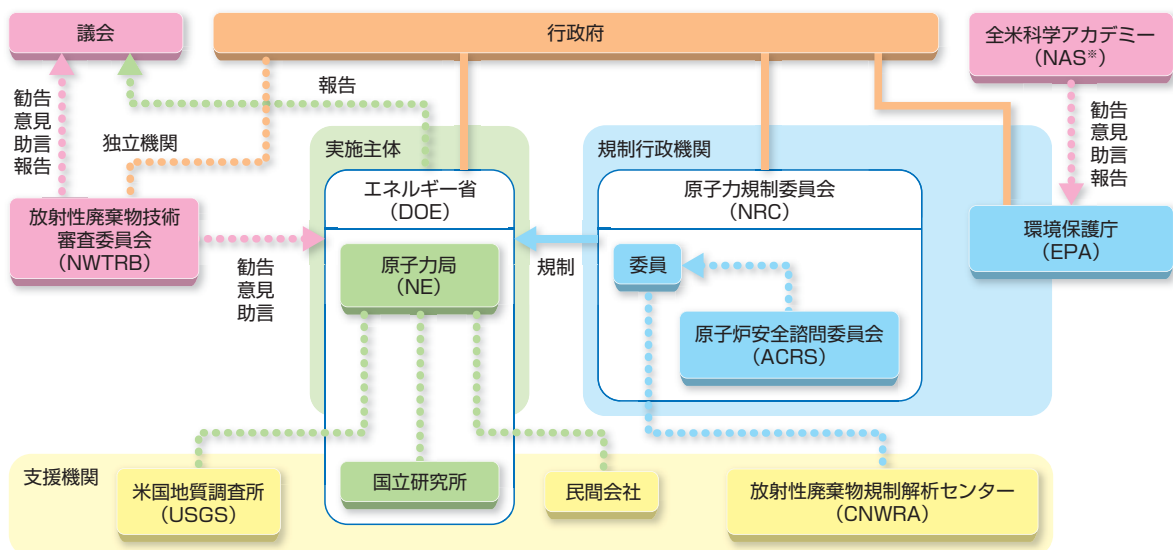 議会
行政府
全米科学アカデミー
(NAS※)
報告
勧告
意見
助言
報告
独立機関
実施主体
規制行政機関
勧告
意見
助言
報告
エネルギー省
(DOE)
原子力規制委員会
(NRC)
放射性廃棄物技術
審査委員会
(NWTRB)
環境保護庁
(EPA)
勧告
意見
助言
原子力局
(NE)
規制
委員
原子炉安全諮問委員会
(ACRS)
支援機関
米国地質調査所
(USGS)
国立研究所
民間会社
放射性廃棄物規制解析センター
(CNWRA)